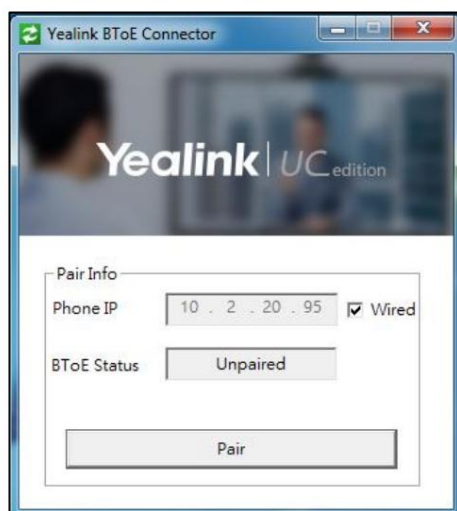 Yealink BToE Connector
Yealink | UC edition
Pair Info
Phone IP 10 . 2 . 20 . 95 Wired
BToE Status Unpaired
Pair